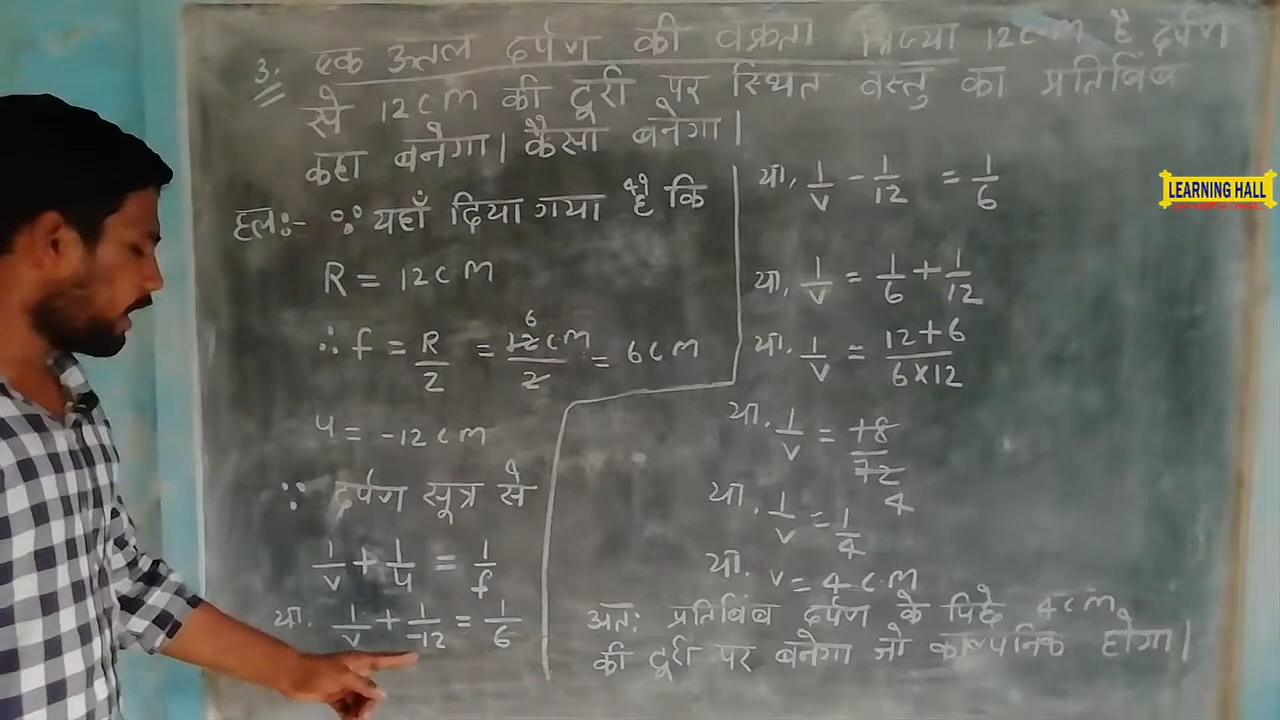 3. एक उत्तल दर्पण की वक्रता त्रिज्या 12cm है दर्पण
से 12cm की दूरी पर स्थित वस्तु का प्रतिबिंब
कहा बनेगा। कैसा बनेगा।
हलः- ∵ यहाँ दिया गया है कि
R = 12cm
∴ f = R/2 = 12cm/2 = 6cm
6
u = -12cm
∵ दर्पण सूत्र से
1/v + 1/u = 1/f
या. 1/v + 1/-12 = 1/6
या, 1/v - 1/12 = 1/6
या, 1/v = 1/6 + 1/12
या. 1/v = 12+6/6×12
या. 1/v = 18/72
4
या. 1/v = 1/4
या. v = 4cm
अतः प्रतिबिंब दर्पण के पिछे 4cm
की दूरी पर बनेगा जो काल्पनिक होगा।
LEARNING HALL